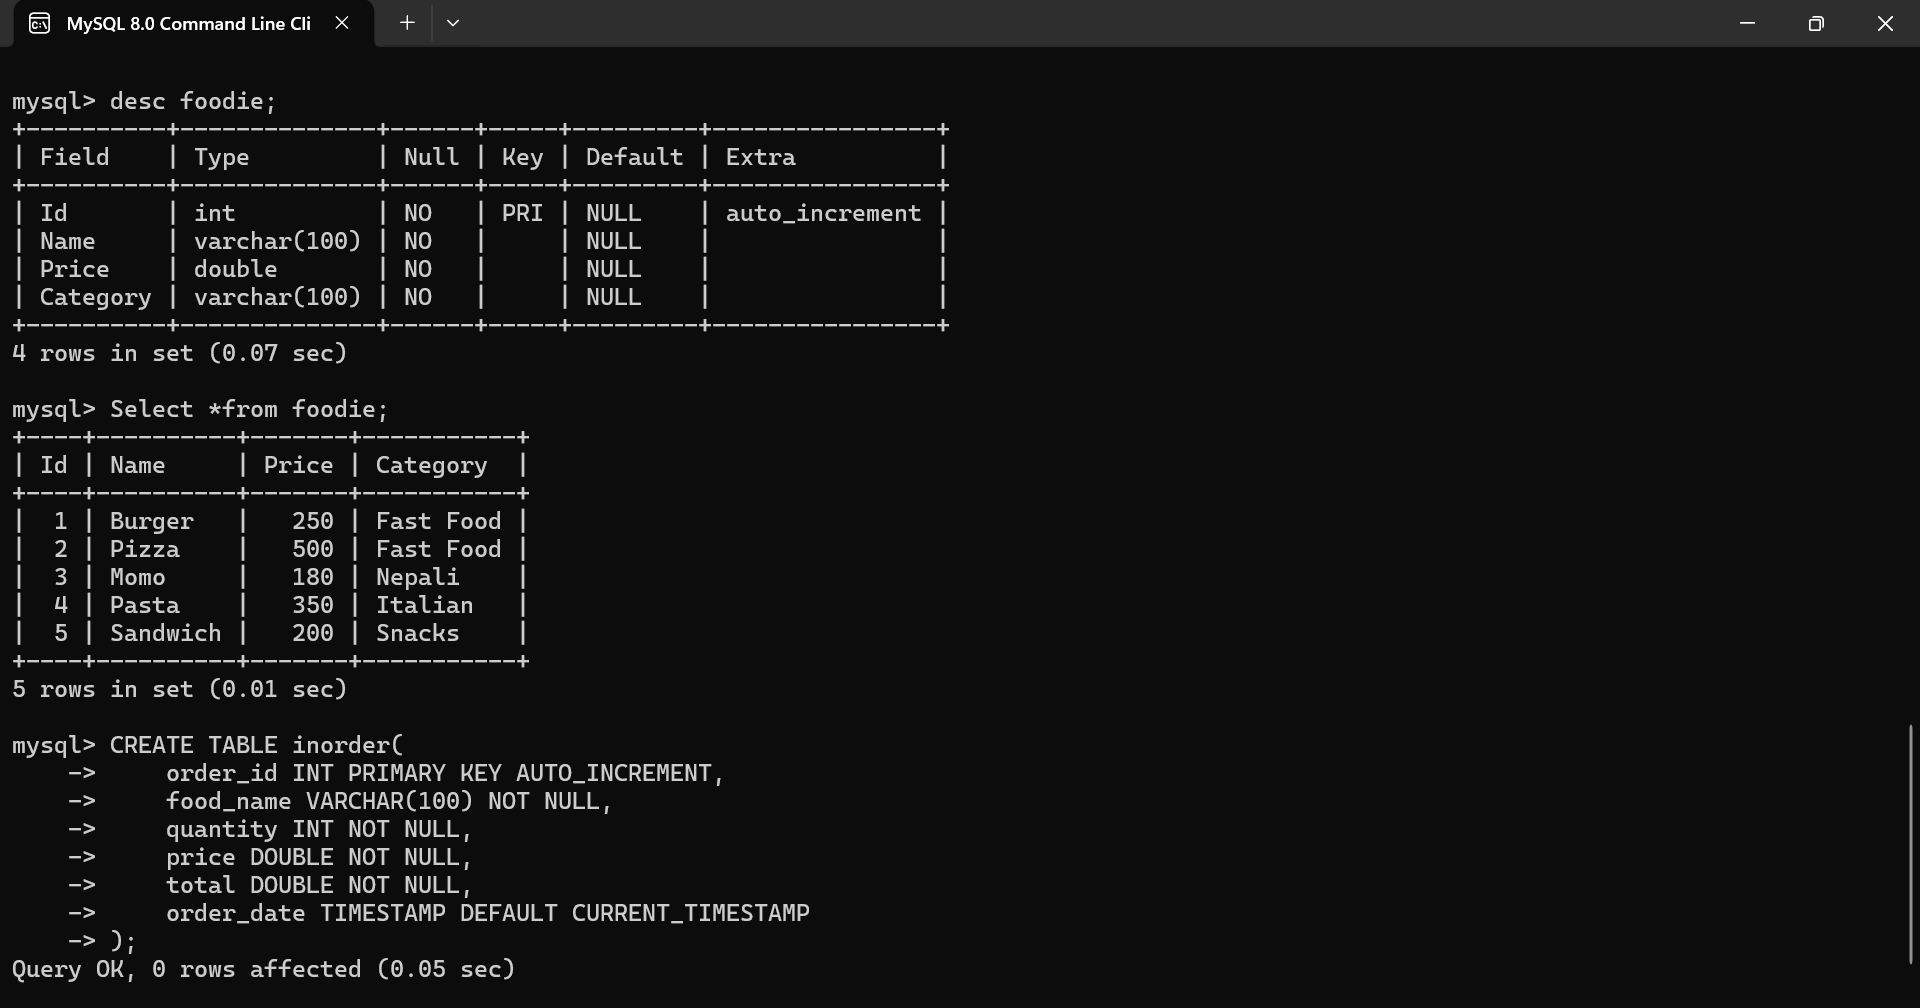 MySQL 8.0 Command Line Cli
mysql> desc foodie;
+----------+--------------+------+-----+---------+----------------+
| Field    | Type         | Null | Key | Default | Extra          |
+----------+--------------+------+-----+---------+----------------+
| Id       | int          | NO   | PRI | NULL    | auto_increment |
| Name     | varchar(100) | NO   |     | NULL    |                |
| Price    | double       | NO   |     | NULL    |                |
| Category | varchar(100) | NO   |     | NULL    |                |
+----------+--------------+------+-----+---------+----------------+
4 rows in set (0.07 sec)
mysql> Select *from foodie;
+----+----------+-------+-----------+
| Id | Name     | Price | Category  |
+----+----------+-------+-----------+
|  1 | Burger   |   250 | Fast Food |
|  2 | Pizza    |   500 | Fast Food |
|  3 | Momo     |   180 | Nepali    |
|  4 | Pasta    |   350 | Italian   |
|  5 | Sandwich |   200 | Snacks    |
+----+----------+-------+-----------+
5 rows in set (0.01 sec)
mysql> CREATE TABLE inorder(
    ->     order_id INT PRIMARY KEY AUTO_INCREMENT,
    ->     food_name VARCHAR(100) NOT NULL,
    ->     quantity INT NOT NULL,
    ->     price DOUBLE NOT NULL,
    ->     total DOUBLE NOT NULL,
    ->     order_date TIMESTAMP DEFAULT CURRENT_TIMESTAMP
    -> );
Query OK, 0 rows affected (0.05 sec)